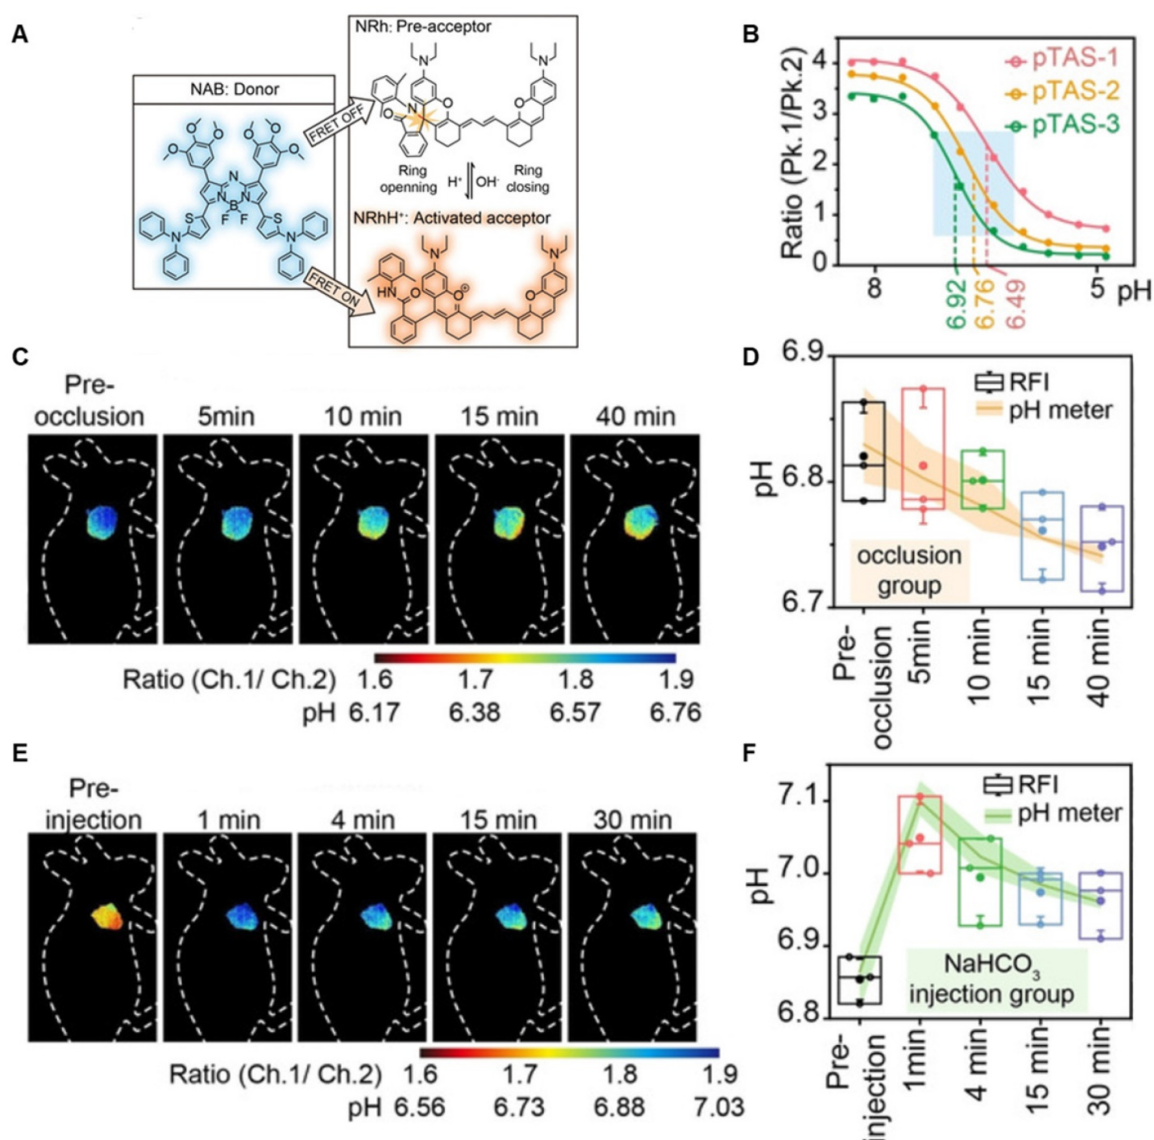 A
NAB: Donor
FRET OFF
FRET ON
NRh: Pre-acceptor
Ring
openning
H⁺
OH⁻
Ring
closing
NRhH⁺: Activated acceptor
HN
B
Ratio (Pk.1/Pk.2)
4
3
2
1
0
pTAS-1
pTAS-2
pTAS-3
8
6.92
6.76
6.49
5
pH
C
Pre-
occlusion
5min
10 min
15 min
40 min
Ratio (Ch.1/ Ch.2)
1.6
1.7
1.8
1.9
pH
6.17
6.38
6.57
6.76
D
pH
6.9
6.8
6.7
RFI
pH meter
occlusion
group
Pre-
occlusion
5min
10 min
15 min
40 min
E
Pre-
injection
1 min
4 min
15 min
30 min
Ratio (Ch.1/ Ch.2)
1.6
1.7
1.8
1.9
pH
6.56
6.73
6.88
7.03
F
pH
7.1
7.0
6.9
6.8
RFI
pH meter
NaHCO₃
injection group
Pre-
injection
1min
4 min
15 min
30 min